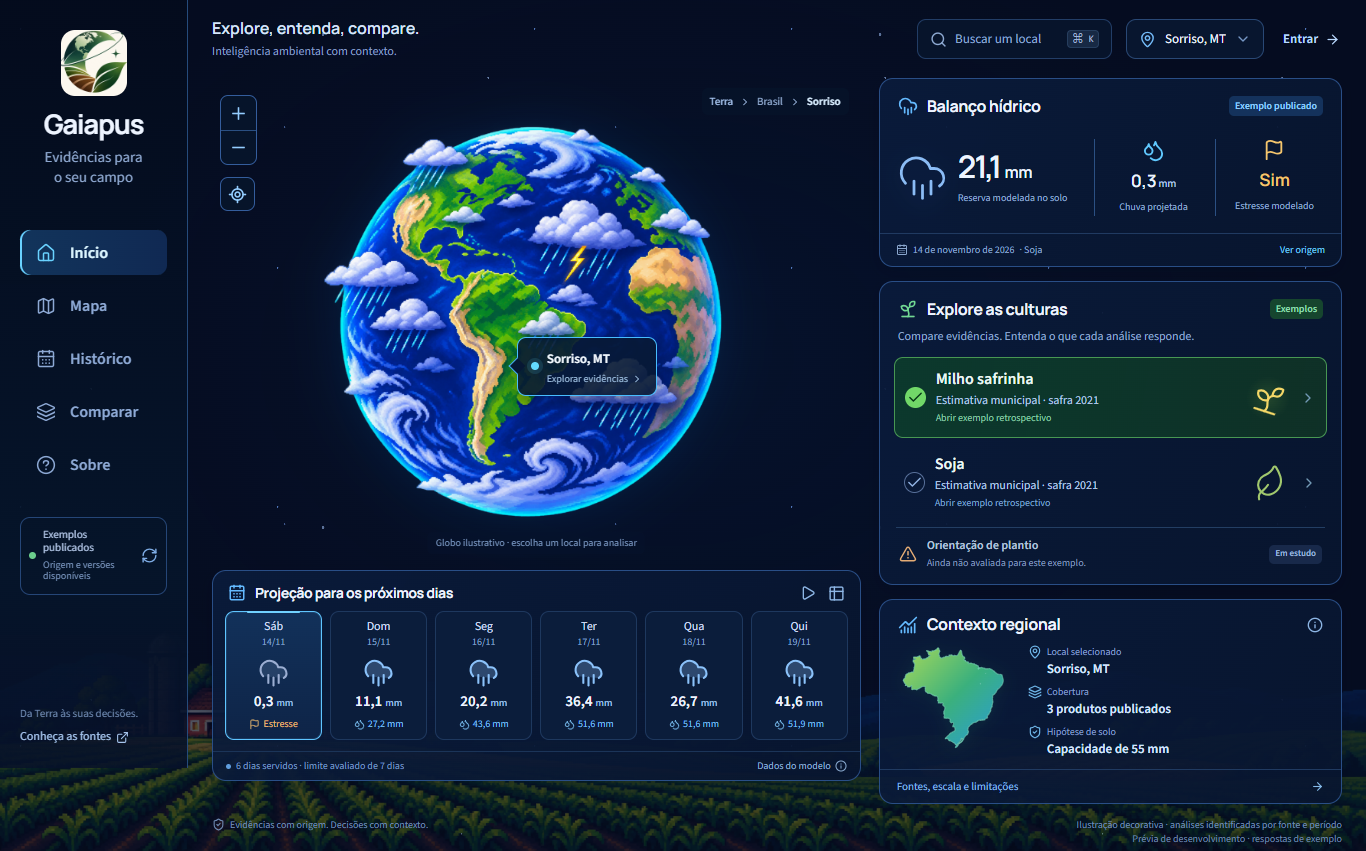 Gaiapus
Evidências para
o seu campo
Início
Mapa
Histórico
Comparar
Sobre
Exemplos
publicados
Origem e versões
disponíveis
Da Terra às suas decisões.
Conheça as fontes
Explore, entenda, compare.
Inteligência ambiental com contexto.
Buscar um local
⌘ K
Sorriso, MT
Entrar
Terra > Brasil > Sorriso
+
−
Sorriso, MT
Explorar evidências
Globo ilustrativo · escolha um local para analisar
Projeção para os próximos dias
Sáb Dom Seg Ter Qua Qui
14/11 15/11 16/11 17/11 18/11 19/11
0,3 mm 11,1 mm 20,2 mm 36,4 mm 26,7 mm 41,6 mm
Estresse 27,2 mm 43,6 mm 51,6 mm 51,6 mm 51,9 mm
6 dias servidos · limite avaliado de 7 dias
Dados do modelo
Evidências com origem. Decisões com contexto.
Balanço hídrico
Exemplo publicado
21,1 mm
Reserva modelada no solo
0,3 mm
Chuva projetada
Sim
Estresse modelado
14 de novembro de 2026 · Soja
Ver origem
Explore as culturas
Exemplos
Compare evidências. Entenda o que cada análise responde.
Milho safrinha
Estimativa municipal · safra 2021
Abrir exemplo retrospectivo
Soja
Estimativa municipal · safra 2021
Abrir exemplo retrospectivo
Orientação de plantio
Ainda não avaliada para este exemplo.
Em estudo
Contexto regional
Local selecionado
Sorriso, MT
Cobertura
3 produtos publicados
Hipótese de solo
Capacidade de 55 mm
Fontes, escala e limitações
Ilustração decorativa · análises identificadas por fonte e período
Prévia de desenvolvimento · respostas de exemplo